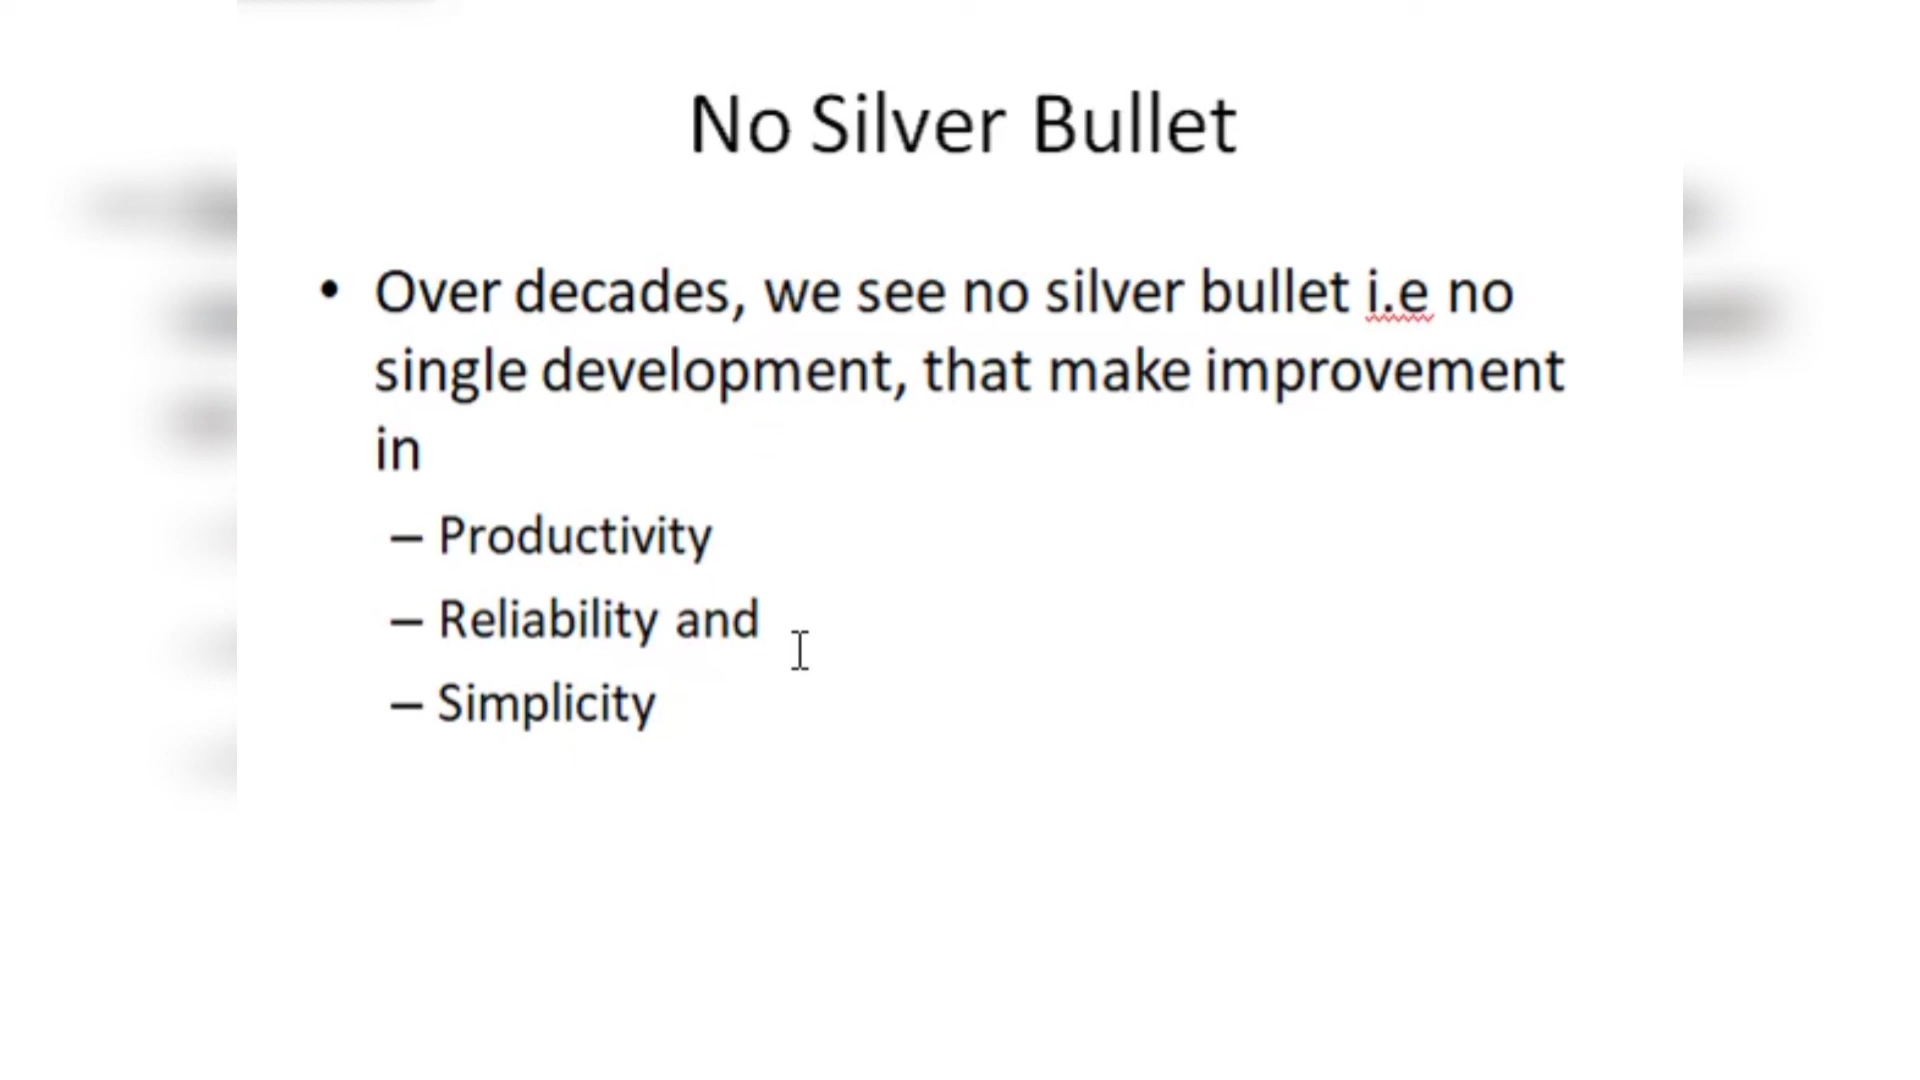 No Silver Bullet
• Over decades, we see no silver bullet i.e no
single development, that make improvement
in
– Productivity
– Reliability and
– Simplicity